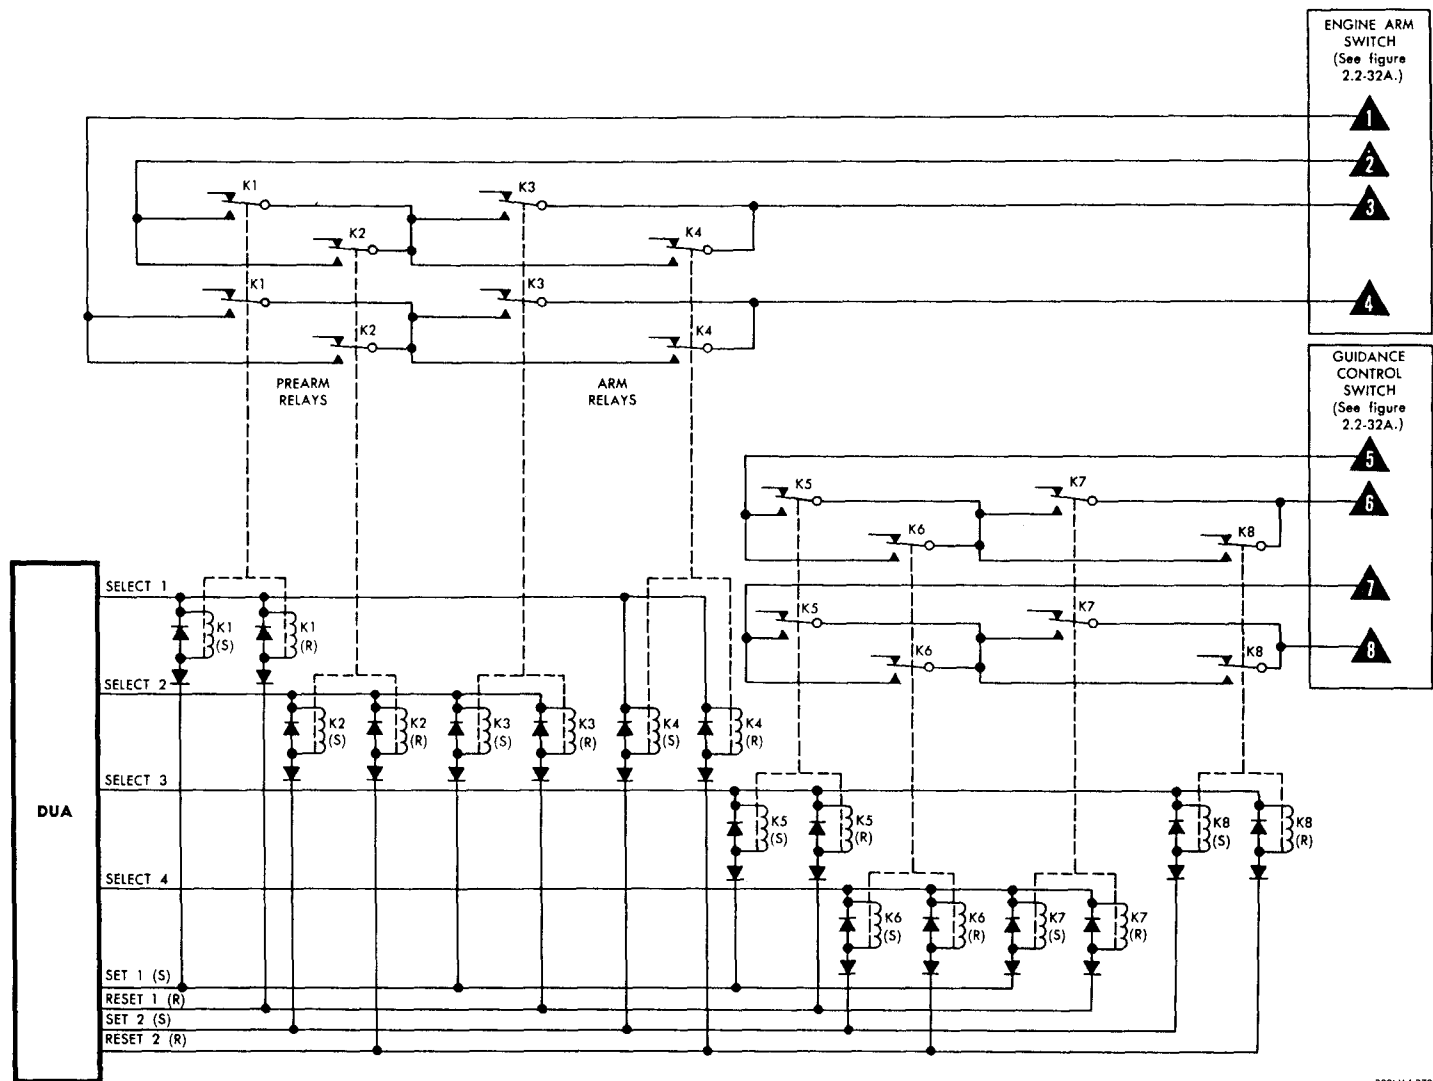 ENGINE ARM
SWITCH
(See figure
2.2-32A.)
1
2
3
4
K1
K3
K2
K4
K1
K3
K2
K4
PREARM
RELAYS
ARM
RELAYS
GUIDANCE
CONTROL
SWITCH
(See figure
2.2-32A.)
5
6
7
8
K5
K7
K6
K8
K5
K7
K6
K8
DUA
SELECT 1
K1
(S)
K1
(R)
SELECT 2
K2
(S)
K2
(R)
K3
(S)
K3
(R)
K4
(S)
K4
(R)
SELECT 3
K5
(S)
K5
(R)
K8
(S)
K8
(R)
SELECT 4
K6
(S)
K6
(R)
K7
(S)
K7
(R)
SET 1 (S)
RESET 1 (R)
SET 2 (S)
RESET 2 (R)